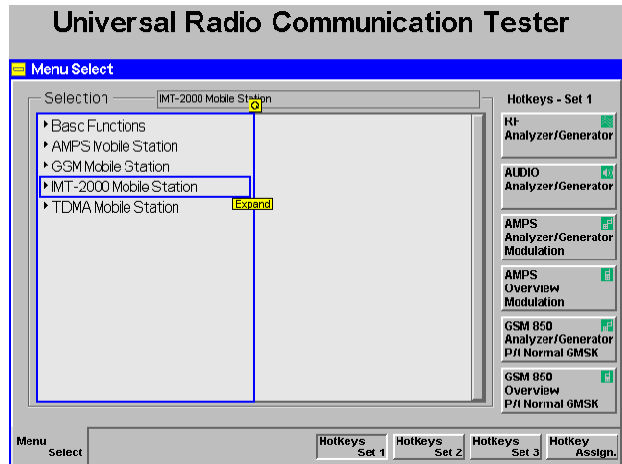 Universal Radio Communication Tester
Menu Select
Selection
IMT-2000 Mobile Station
Hotkeys - Set 1
Basc Functions
AMPS Mobile Station
GSM Mobile Station
IMT-2000 Mobile Station
TDMA Mobile Station
Expand
RF
Analyzer/Generator
AUDIO
Analyzer/Generator
AMPS
Analyzer/Generator
Modulation
AMPS
Overview
Modulation
GSM 850
Analyzer/Generator
P/t Normal GMSK
GSM 850
Overview
P/t Normal GMSK
Menu
Select
Hotkeys
Set 1
Hotkeys
Set 2
Hotkeys
Set 3
Hotkey
Assign.